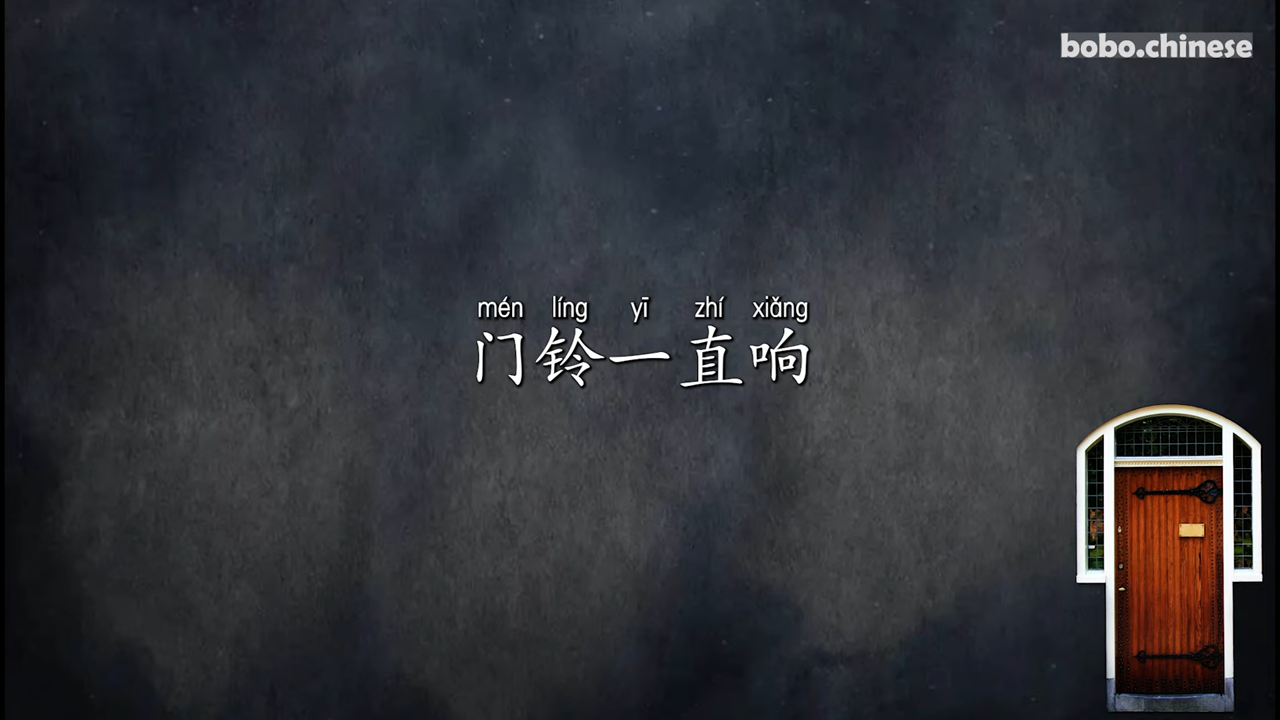 bobo.chinese
mén líng yī zhí xiǎng
门铃一直响